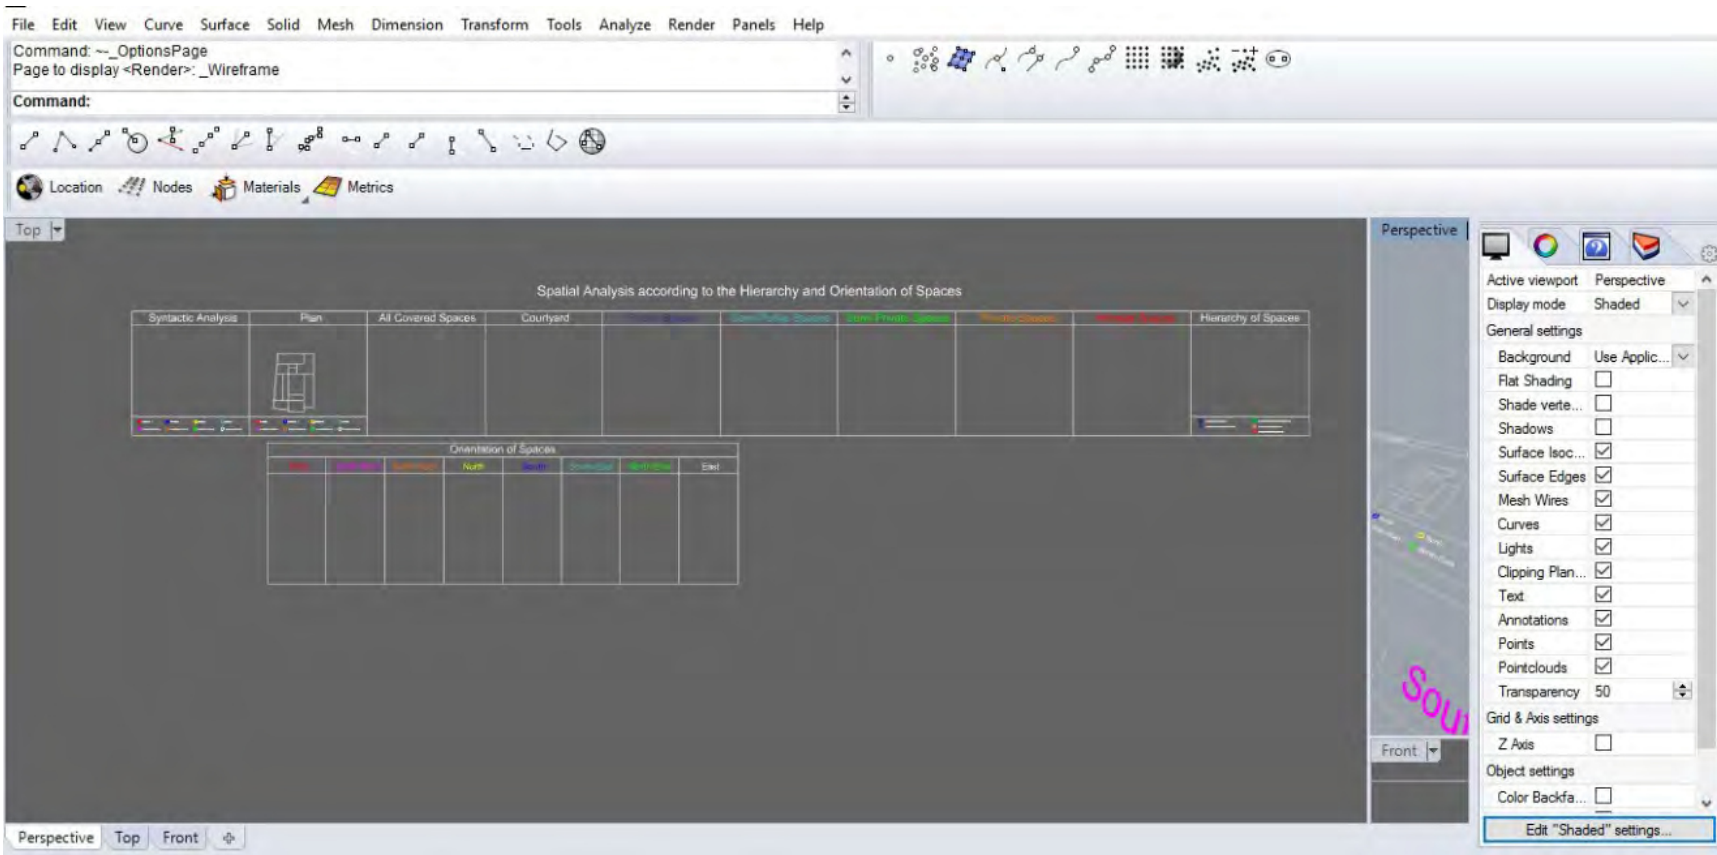 File Edit View Curve Surface Solid Mesh Dimension Transform Tools Analyze Render Panels Help
Command: ~-_OptionsPage
Page to display <Render>: _Wireframe
Command:
Location Nodes Materials Metrics
Top
Spatial Analysis according to the Hierarchy and Orientation of Spaces
Syntactic Analysis Plan All Covered Spaces Courtyard Hierarchy of Spaces
Orientation of Spaces
North South East
Perspective
Sout
Front
Active viewport Perspective
Display mode Shaded
General settings
Background Use Applic...
Flat Shading
Shade verte...
Shadows
Surface Isoc...
Surface Edges
Mesh Wires
Curves
Lights
Clipping Plan...
Text
Annotations
Points
Pointclouds
Transparency 50
Grid & Axis settings
Z Axis
Object settings
Color Backfa...
Edit "Shaded" settings...
Perspective Top Front